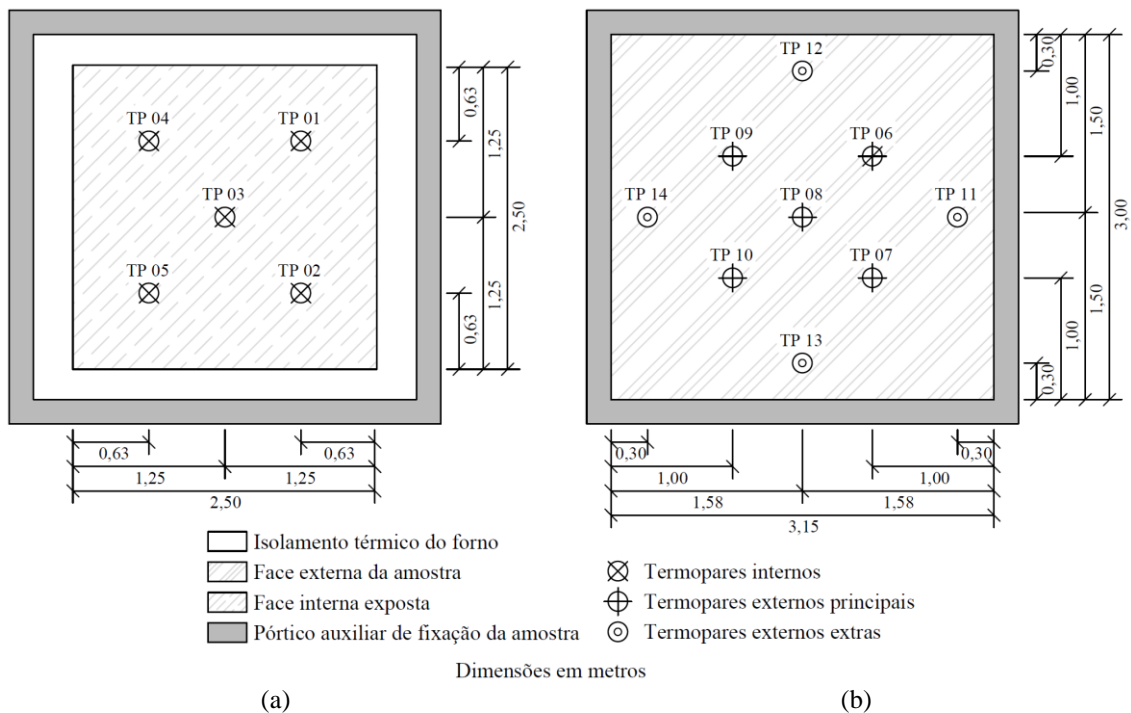 TP 04
TP 01
TP 03
TP 05
TP 02
0,63
1,25
2,50
1,25
0,63
0,63
0,63
1,25
1,25
2,50
TP 12
TP 09
TP 06
TP 14
TP 08
TP 11
TP 10
TP 07
TP 13
0,30
1,00
1,50
3,00
1,50
1,00
0,30
0,30
0,30
1,00
1,00
1,58
1,58
3,15
Isolamento térmico do forno
Face externa da amostra
Face interna exposta
Pórtico auxiliar de fixação da amostra
Termopares internos
Termopares externos principais
Termopares externos extras
Dimensões em metros
(a)
(b)